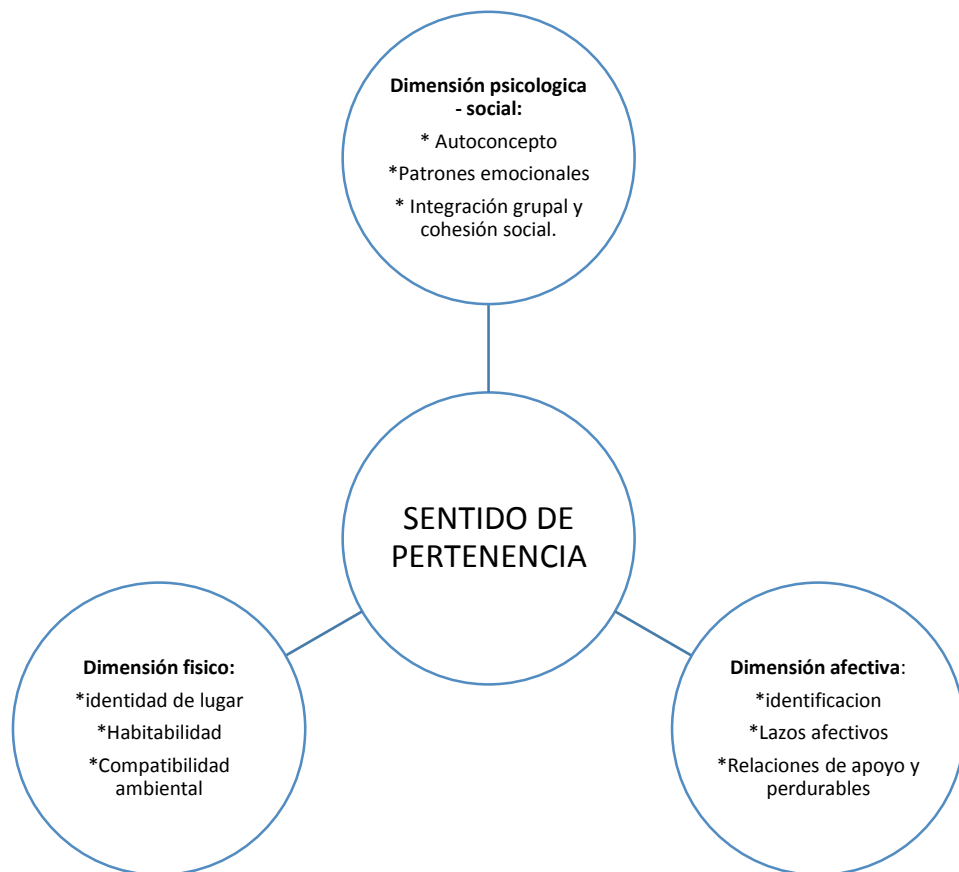 Dimensión psicologica
- social:
* Autoconcepto
*Patrones emocionales
* Integración grupal y
cohesión social.
SENTIDO DE
PERTENENCIA
Dimensión fisico:
*identidad de lugar
*Habitabilidad
*Compatibilidad
ambiental
Dimensión afectiva:
*identificacion
*Lazos afectivos
*Relaciones de apoyo y
perdurables